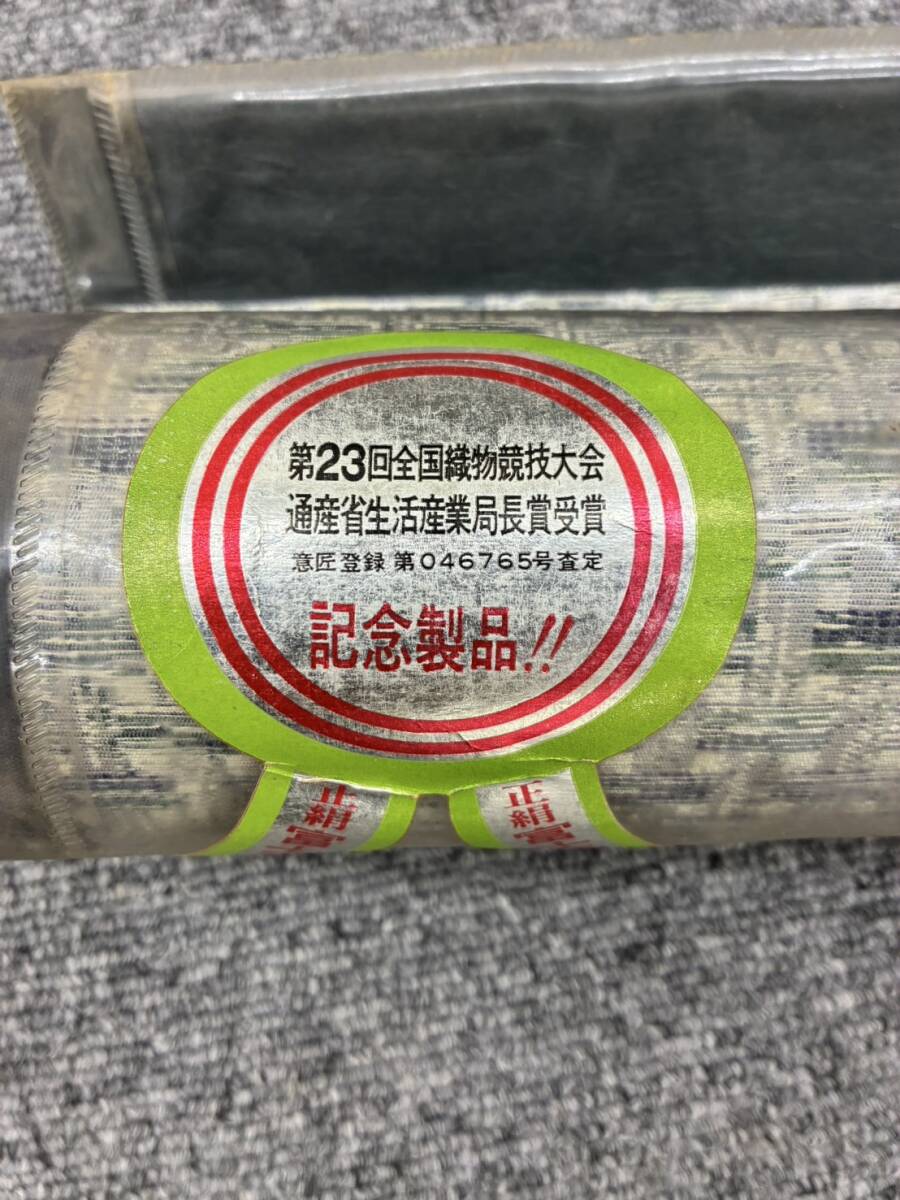 第23回全国織物競技大会
通産省生活産業局長賞受賞
意匠登録 第046765号査定
記念製品!!
正絹
正絹